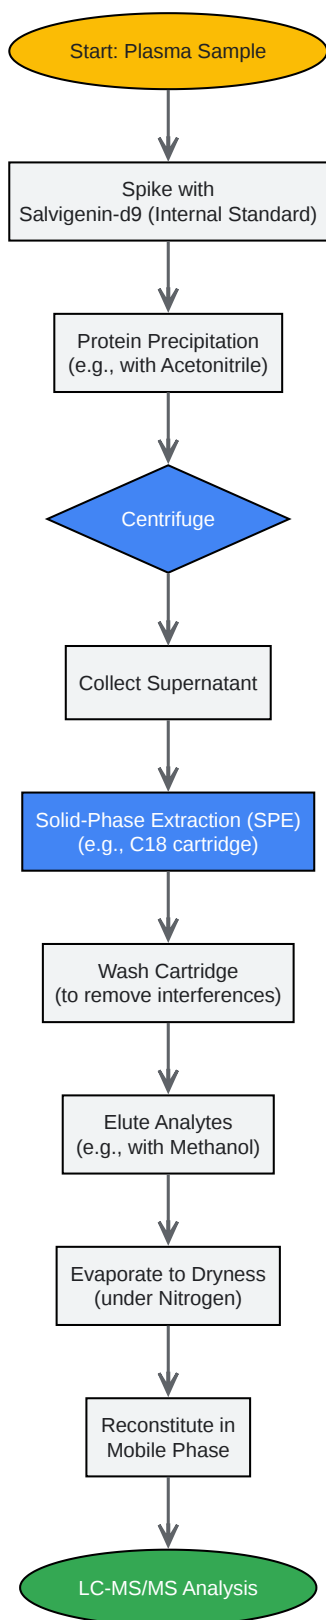 Start: Plasma Sample
Spike with
Salvigenin-d9 (Internal Standard)
Protein Precipitation
(e.g., with Acetonitrile)
Centrifuge
Collect Supernatant
Solid-Phase Extraction (SPE)
(e.g., C18 cartridge)
Wash Cartridge
(to remove interferences)
Elute Analytes
(e.g., with Methanol)
Evaporate to Dryness
(under Nitrogen)
Reconstitute in
Mobile Phase
LC-MS/MS Analysis